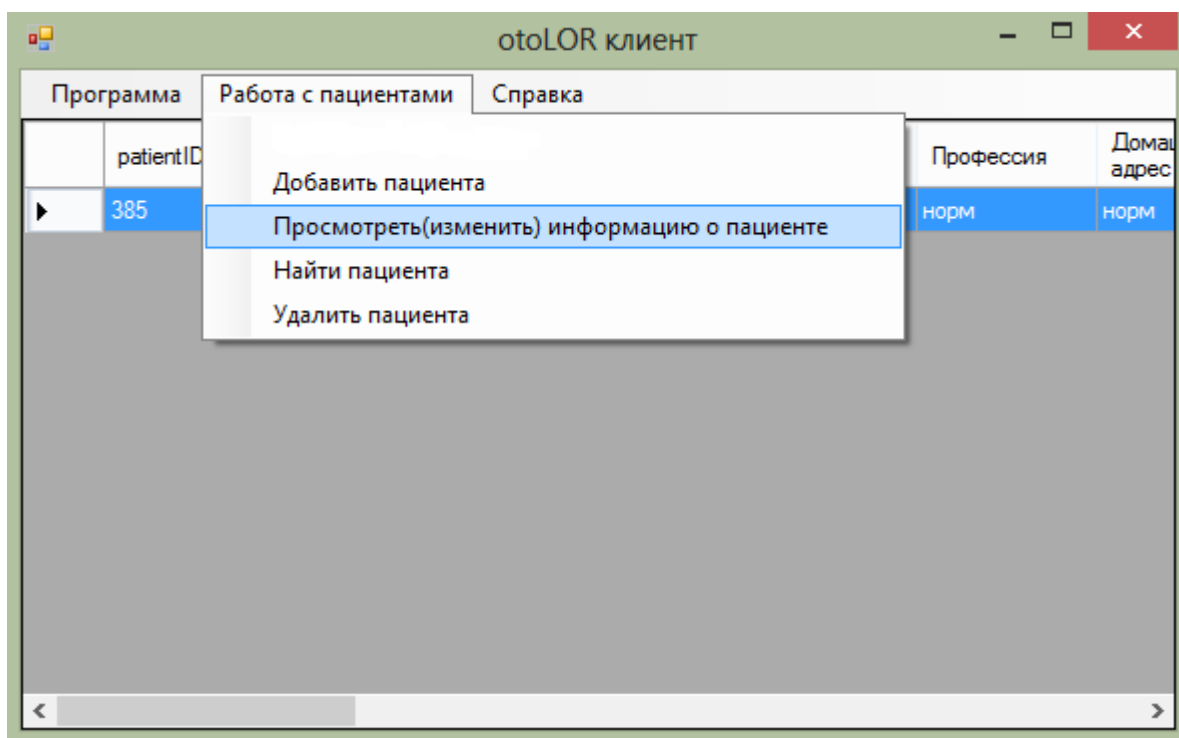 otoLOR клиент
Программа Работа с пациентами Справка
patientID Профессия Домаш
адрес
Добавить пациента
385 норм норм
Просмотреть(изменить) информацию о пациенте
Найти пациента
Удалить пациента